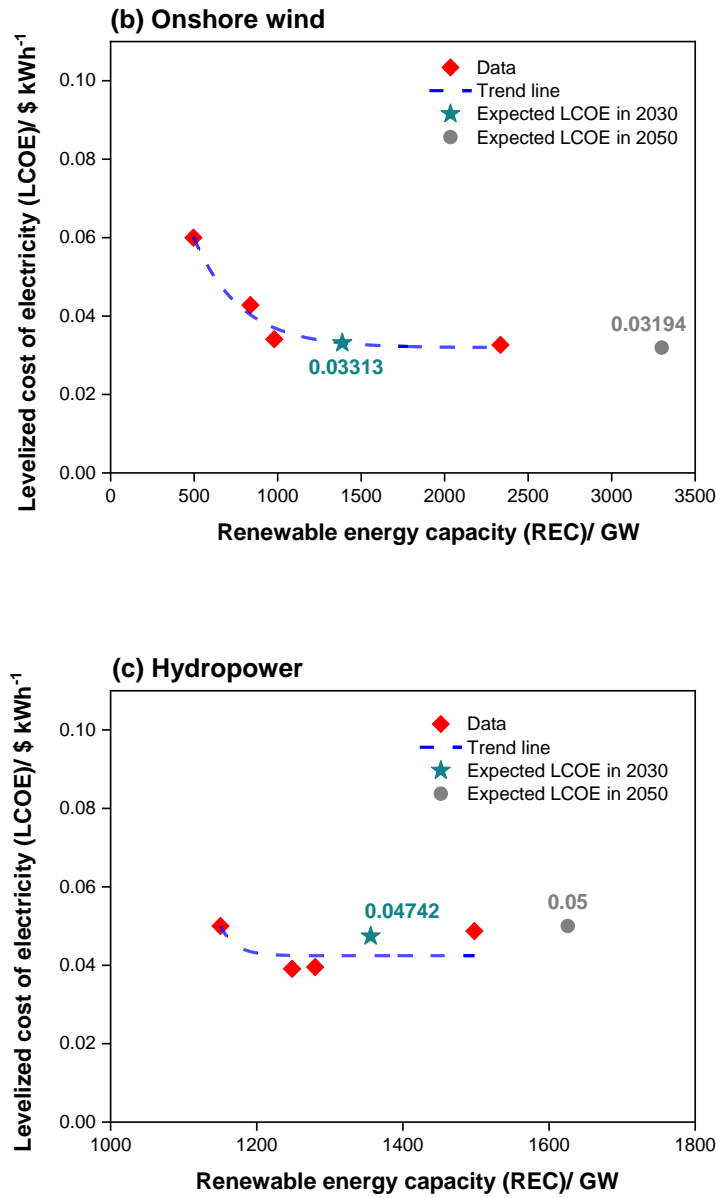 (b) Onshore wind
Levelized cost of electricity (LCOE)/ $ kWh⁻¹
0.10
0.08
0.06
0.04
0.02
0.00
Data
Trend line
Expected LCOE in 2030
Expected LCOE in 2050
0.03313
0.03194
0 500 1000 1500 2000 2500 3000 3500
Renewable energy capacity (REC)/ GW
(c) Hydropower
Levelized cost of electricity (LCOE)/ $ kWh⁻¹
0.10
0.08
0.06
0.04
0.02
0.00
Data
Trend line
Expected LCOE in 2030
Expected LCOE in 2050
0.04742
0.05
1000 1200 1400 1600 1800
Renewable energy capacity (REC)/ GW